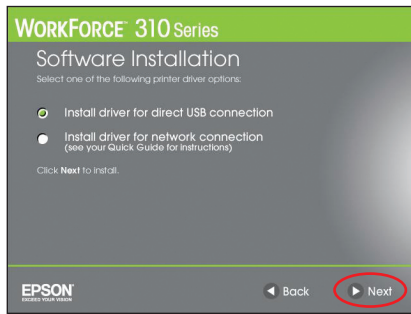 WORKFORCE™ 310 Series
Software Installation
Select one of the following printer driver options:
Install driver for direct USB connection
Install driver for network connection
(see your Quick Guide for instructions)
Click Next to install.
EPSON®
EXCEED YOUR VISION
Back
Next